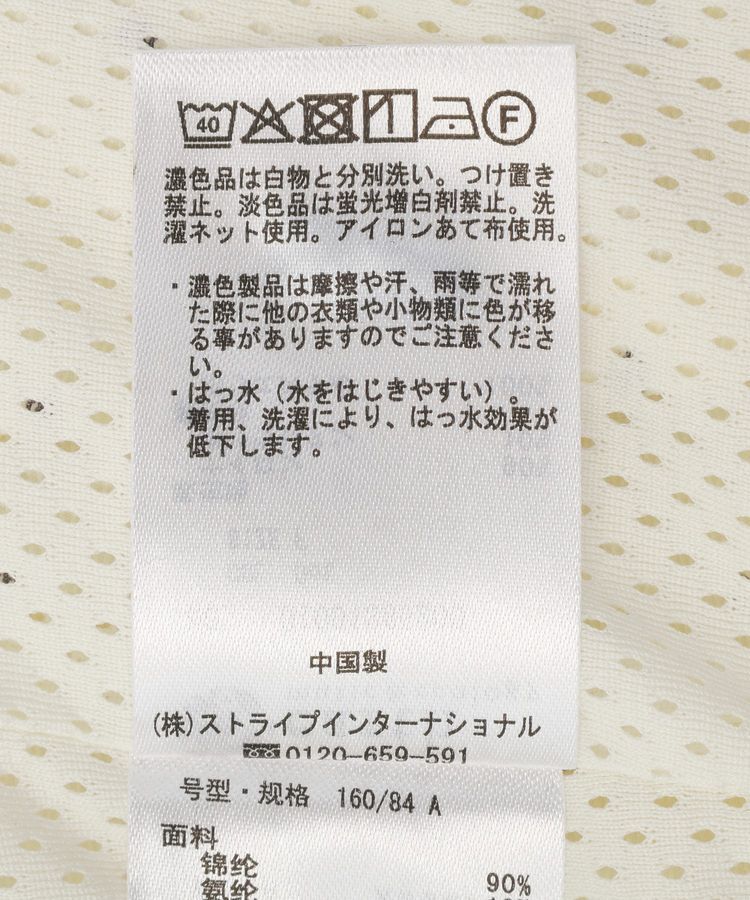 40 F
濃色品は白物と分別洗い。つけ置き
禁止。淡色品は蛍光増白剤禁止。洗
濯ネット使用。アイロンあて布使用。
・濃色製品は摩擦や汗、雨等で濡れ
た際に他の衣類や小物類に色が移
る事がありますのでご注意くださ
い。
・はっ水（水をはじきやすい）。
着用、洗濯により、はっ水効果が
低下します。
中国製
(株)ストライプインターナショナル
0120-659-591
号型・规格 160/84 A
面料
锦纶 90%
氨纶